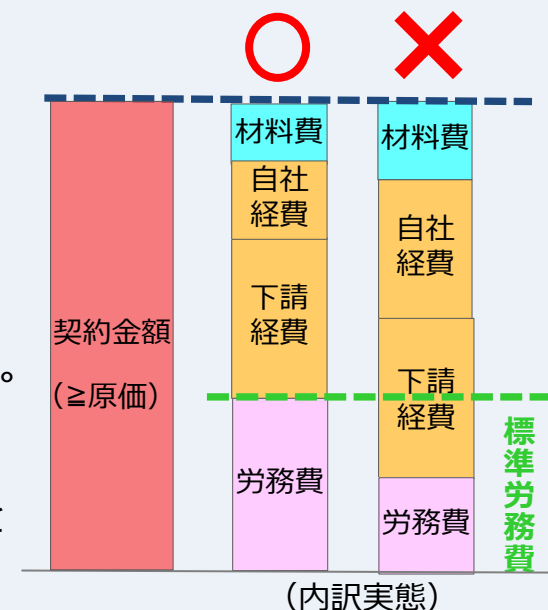 契約金額
(≧原価)
材料費
自社
経費
下請
経費
労務費
材料費
自社
経費
下請
経費
労務費
標準労務費
(内訳実態)
。